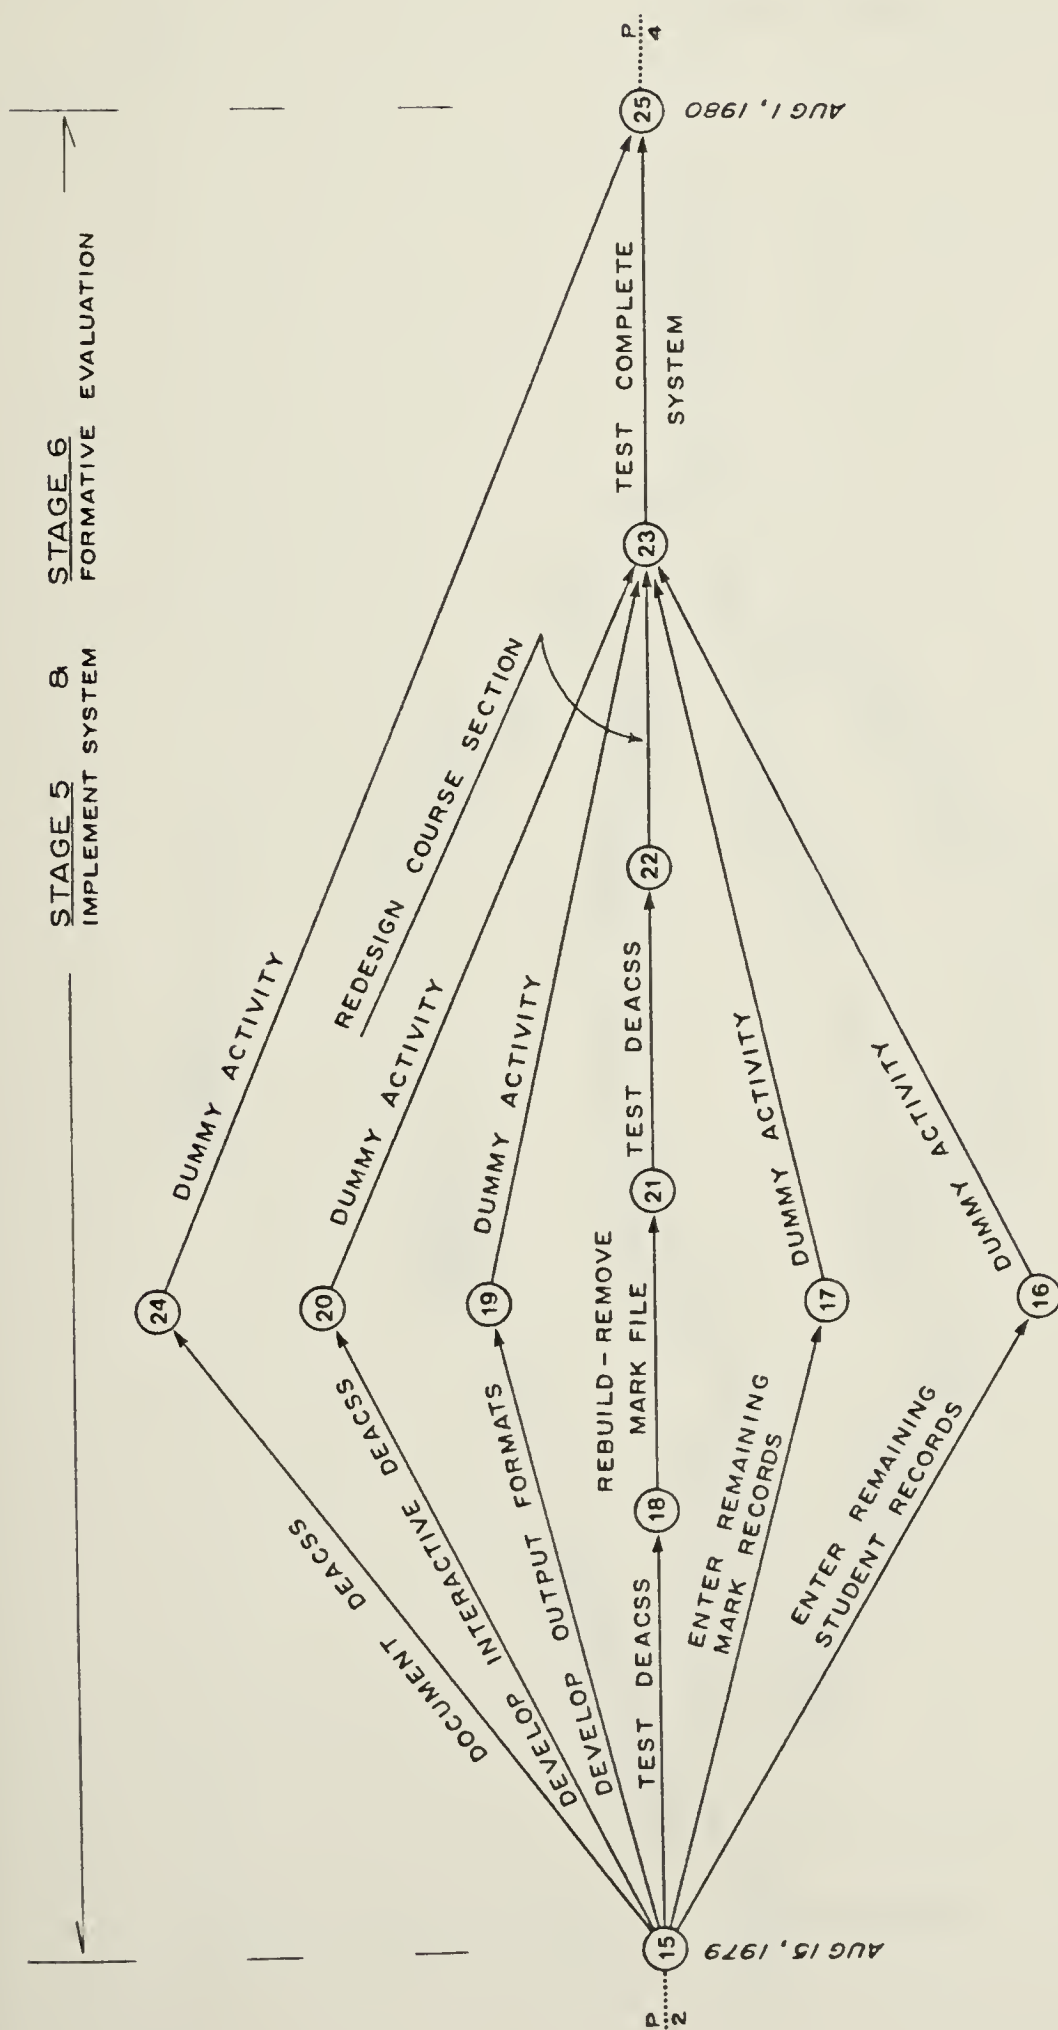 STAGE 5 & STAGE 6
IMPLEMENT SYSTEM FORMATIVE EVALUATION
P
2
15
AUG 15, 1979
DOCUMENT DEACSS
24
DUMMY ACTIVITY
DEVELOP INTERACTIVE DEACSS
20
DUMMY ACTIVITY
REDESIGN COURSE SECTION
DEVELOP OUTPUT FORMATS
19
DUMMY ACTIVITY
TEST DEACSS
18
REBUILD - REMOVE
MARK FILE
21
TEST DEACSS
22
23
TEST COMPLETE
SYSTEM
25
AUG 1, 1980
P
4
ENTER REMAINING
MARK RECORDS
17
DUMMY ACTIVITY
ENTER REMAINING
STUDENT RECORDS
16
DUMMY ACTIVITY